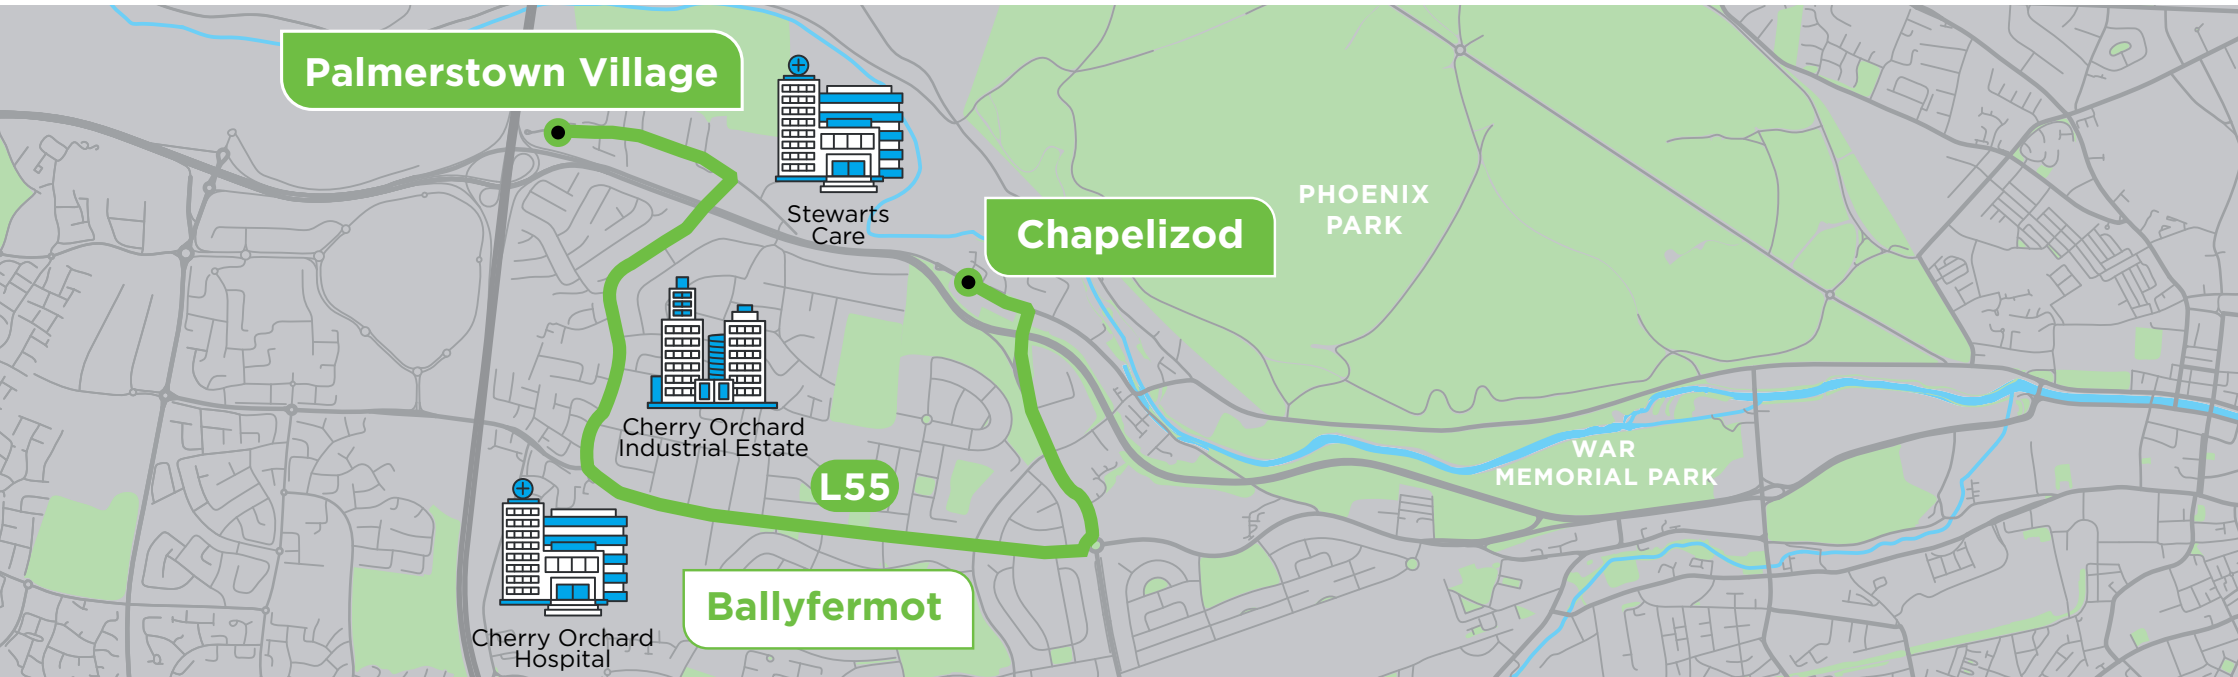 Palmerstown Village
Stewarts
Care
Chapelizod
PHOENIX
PARK
Cherry Orchard
Industrial Estate
L55
WAR
MEMORIAL PARK
Ballyfermot
Cherry Orchard
Hospital